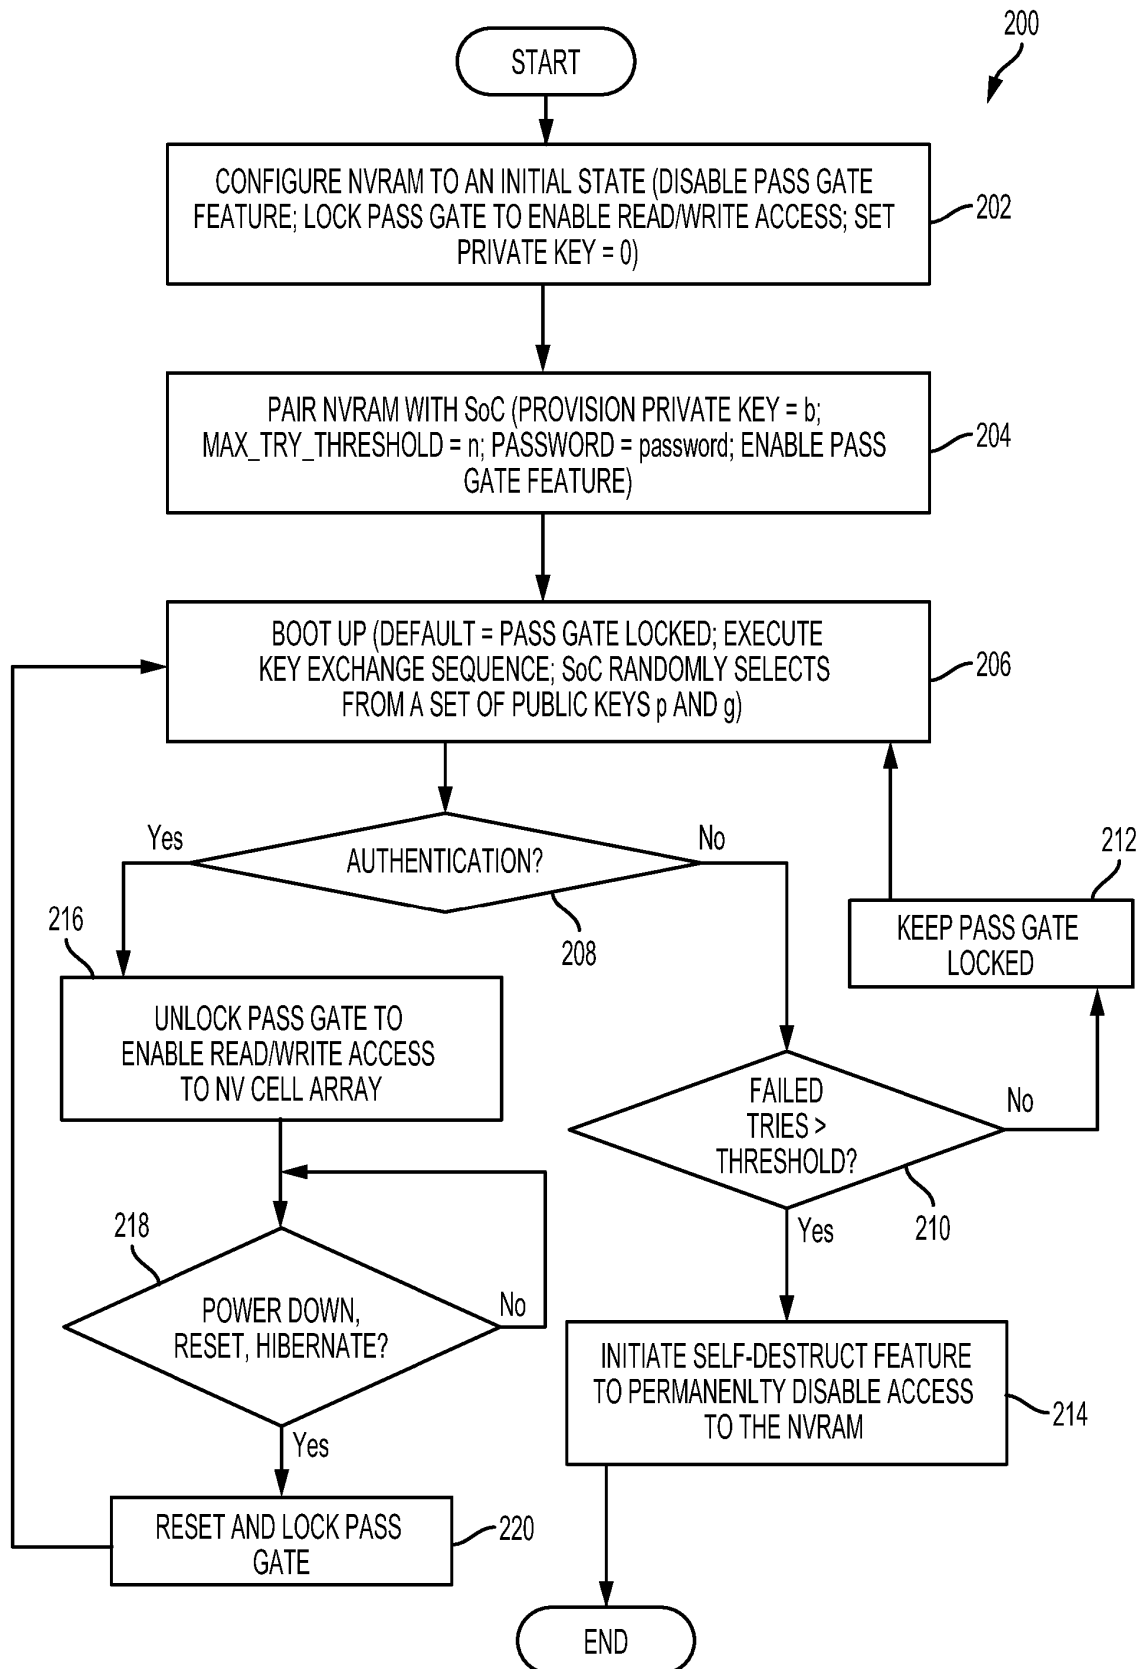 200
START
CONFIGURE NVRAM TO AN INITIAL STATE (DISABLE PASS GATE
FEATURE; LOCK PASS GATE TO ENABLE READ/WRITE ACCESS; SET
PRIVATE KEY = 0)
202
PAIR NVRAM WITH SoC (PROVISION PRIVATE KEY = b;
MAX_TRY_THRESHOLD = n; PASSWORD = password; ENABLE PASS
GATE FEATURE)
204
BOOT UP (DEFAULT = PASS GATE LOCKED; EXECUTE
KEY EXCHANGE SEQUENCE; SoC RANDOMLY SELECTS
FROM A SET OF PUBLIC KEYS p AND g)
206
Yes
AUTHENTICATION?
No
208
212
KEEP PASS GATE
LOCKED
216
UNLOCK PASS GATE TO
ENABLE READ/WRITE ACCESS
TO NV CELL ARRAY
FAILED
TRIES >
THRESHOLD?
No
210
Yes
218
POWER DOWN,
RESET, HIBERNATE?
No
Yes
INITIATE SELF-DESTRUCT FEATURE
TO PERMANENLTY DISABLE ACCESS
TO THE NVRAM
214
RESET AND LOCK PASS
GATE
220
END